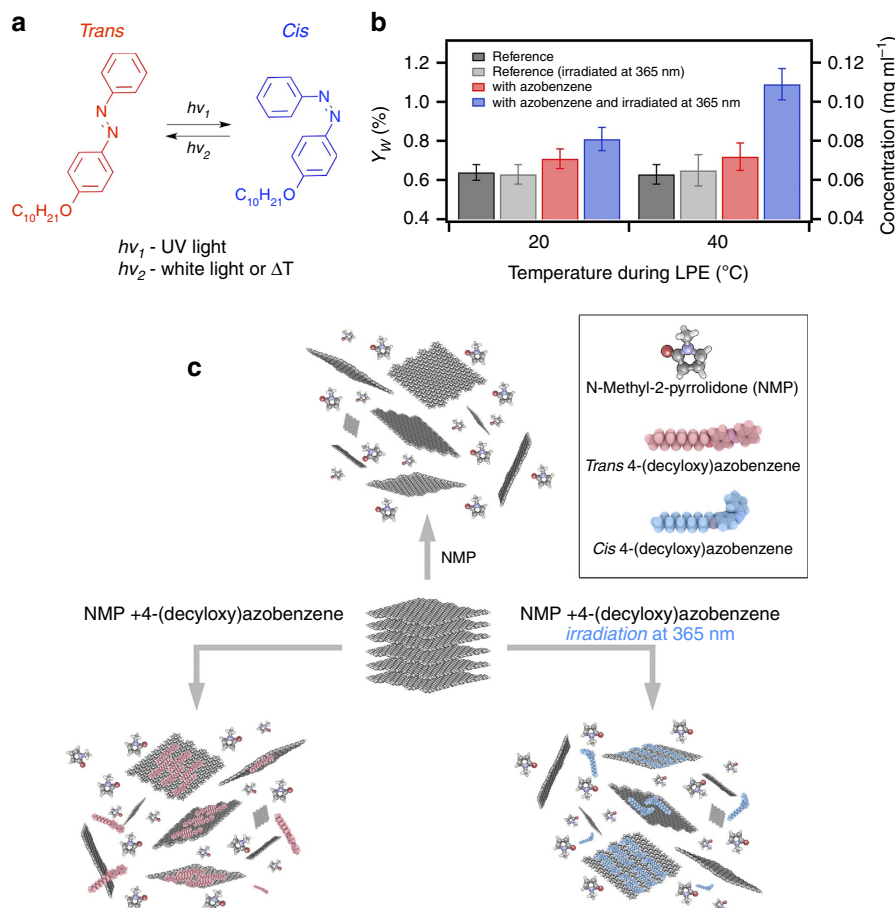 a
Trans
Cis
N
N
hν1
hν2
N
N
C10H21
O
C10H21
O
hν1 - UV light
hν2 - white light or ΔT
b
Reference
Reference (irradiated at 365 nm)
with azobenzene
with azobenzene and irradiated at 365 nm
YW (%)
1.2
1.0
0.8
0.6
0.4
0.12
0.10
0.08
0.06
0.04
Concentration (mg ml−1)
20
40
Temperature during LPE (°C)
c
N-Methyl-2-pyrrolidone (NMP)
Trans 4-(decyloxy)azobenzene
Cis 4-(decyloxy)azobenzene
NMP
NMP +4-(decyloxy)azobenzene
NMP +4-(decyloxy)azobenzene
irradiation at 365 nm